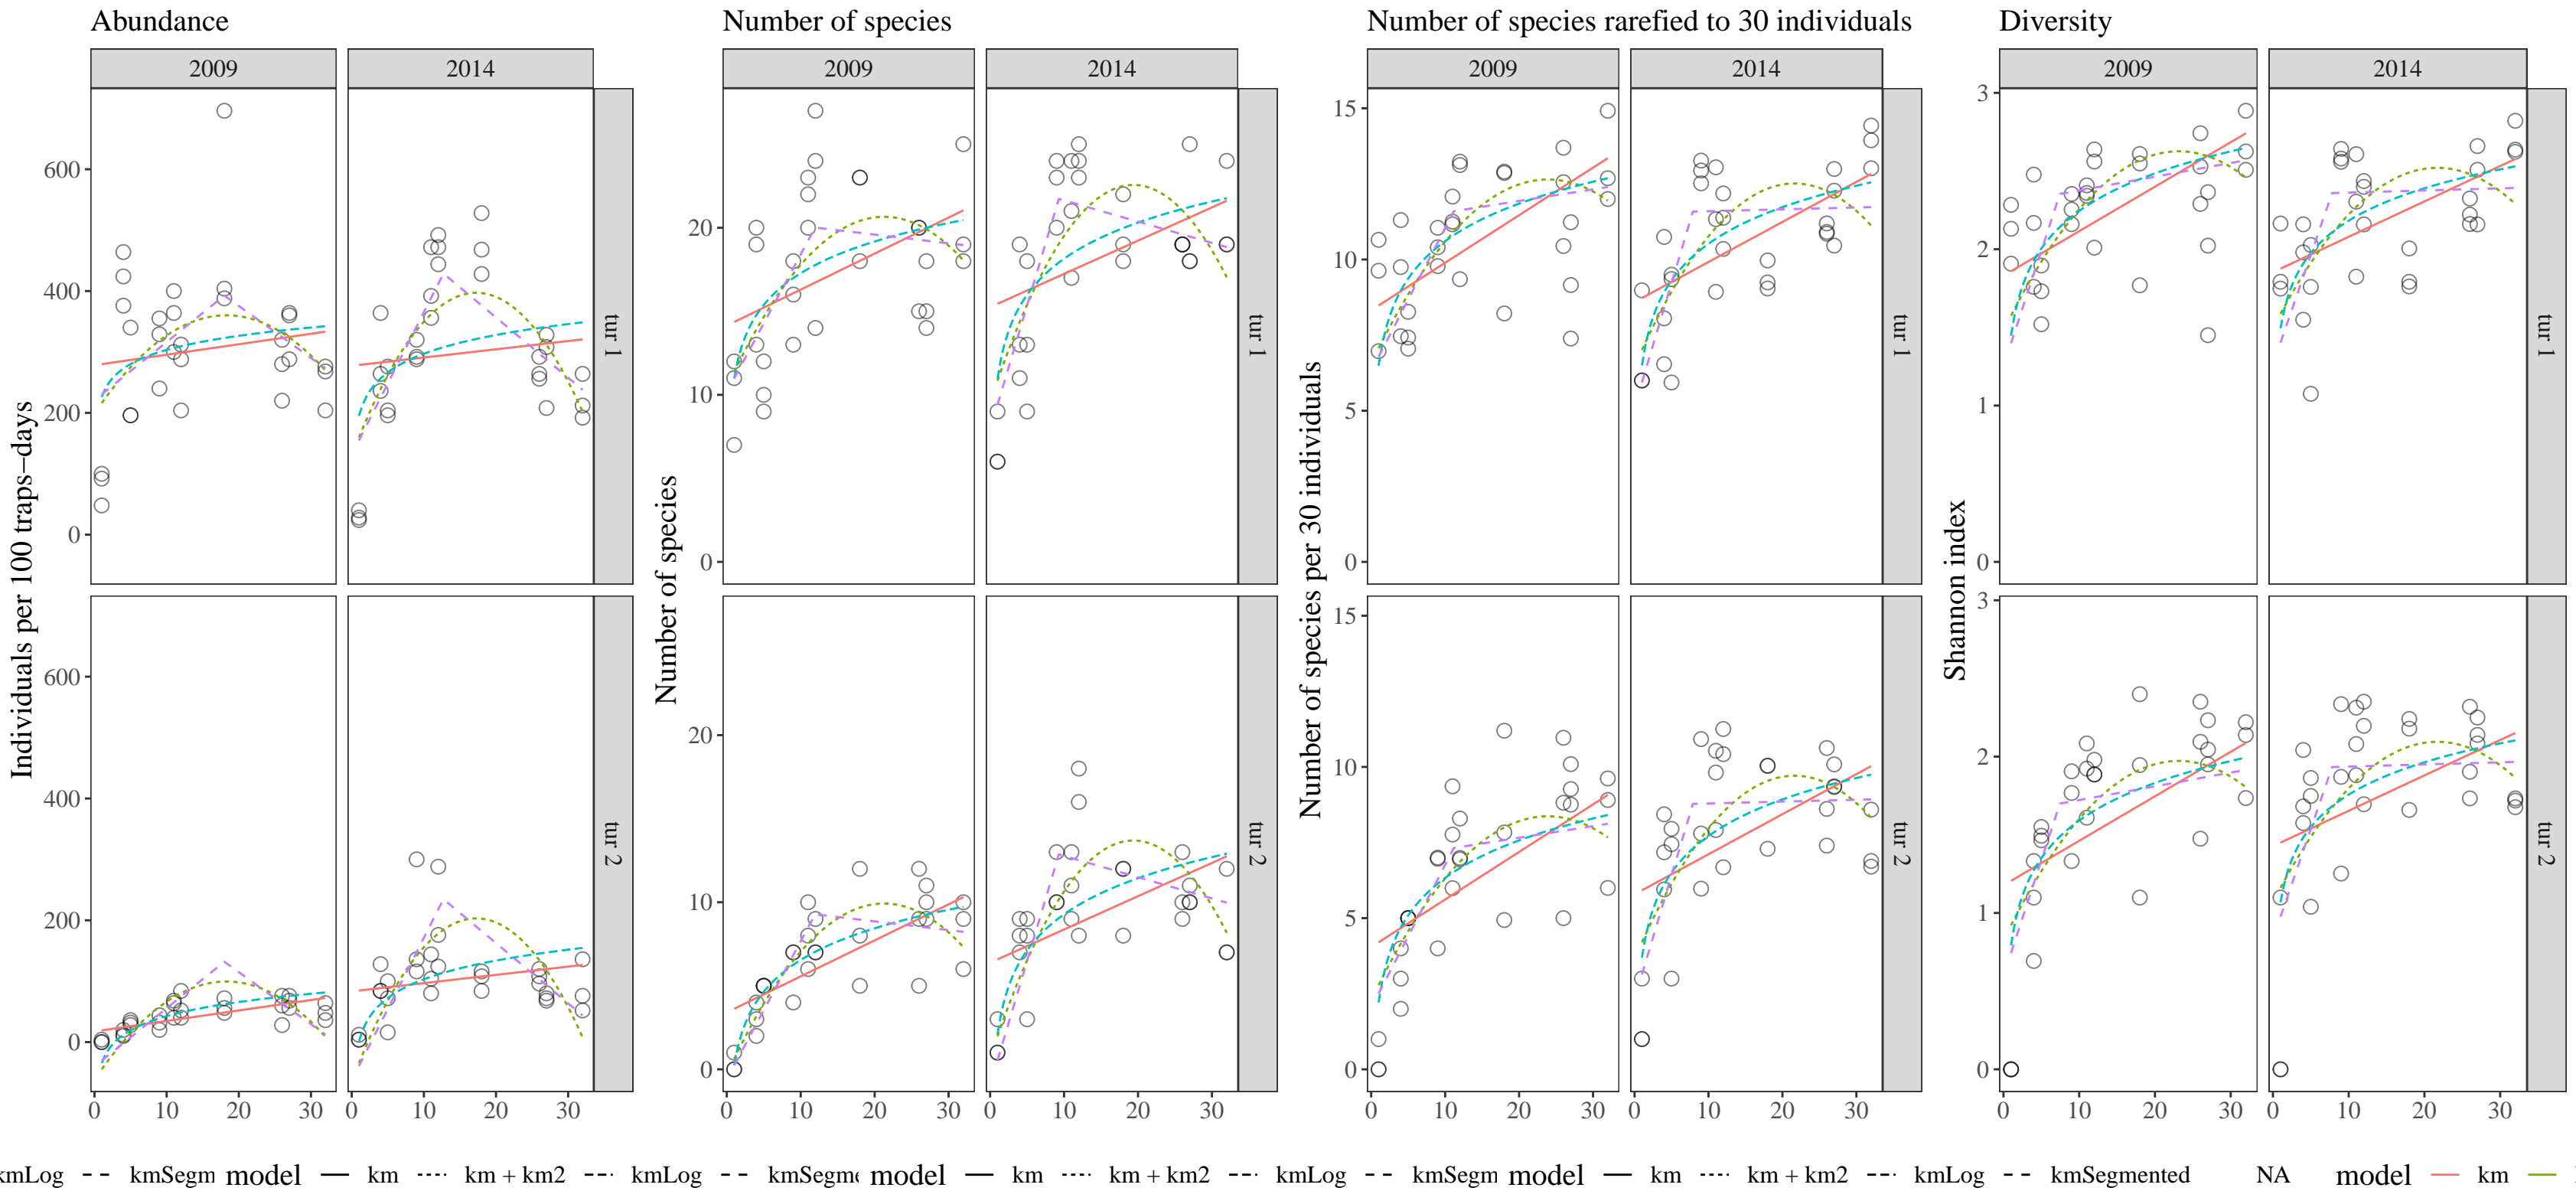 Abundance
Number of species
Number of species rarefied to 30 individuals
Diversity
2009
2014
2009
2014
2009
2014
2009
2014
Individuals per 100 traps−days
600
400
200
0
600
400
200
0
tur 1
tur 2
Number of species
20
10
0
20
10
0
tur 1
tur 2
Number of species per 30 individuals
15
10
5
0
15
10
5
0
tur 1
tur 2
Shannon index
3
2
1
0
3
2
1
0
tur 1
tur 2
0 10 20 30
0 10 20 30
0 10 20 30
0 10 20 30
0 10 20 30
0 10 20 30
0 10 20 30
0 10 20 30
kmLog kmSegm model km km + km2 kmLog kmSegme model km km + km2 kmLog kmSegm model km km + km2 kmLog kmSegmented NA model km